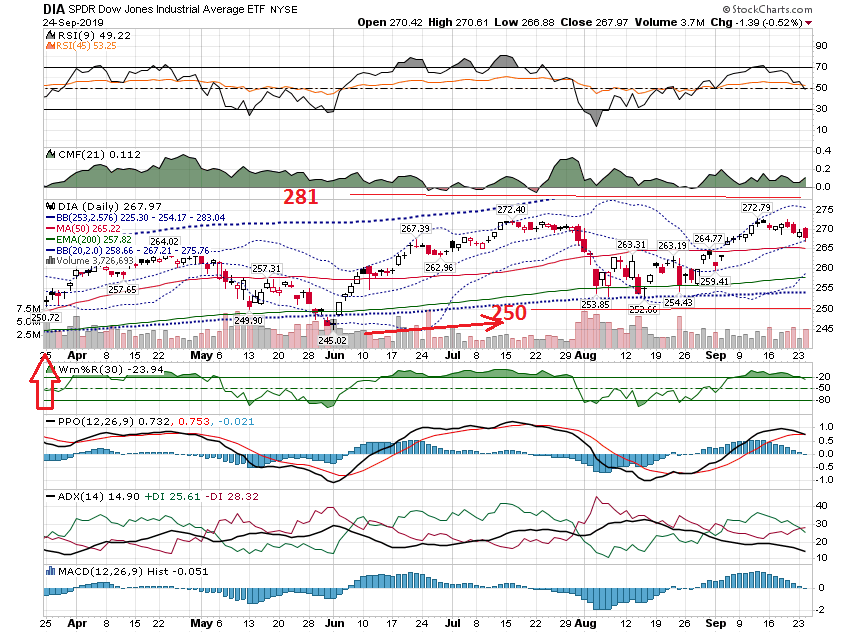 DIA SPDR Dow Jones Industrial Average ETF NYSE
© StockCharts.com
24-Sep-2019
Open 270.42 High 270.61 Low 266.88 Close 267.97 Volume 3.7M Chg -1.39 (-0.52%)
RSI(9) 49.22
RSI(45) 53.25
90
70
50
30
10
CMF(21) 0.112
0.4
0.2
0.0
281
DIA (Daily) 267.97
BB(253,2.576) 225.30 - 254.17 - 283.04
MA(50) 265.22
EMA(200) 257.82
BB(20,2.0) 258.66 - 267.21 - 275.76
Volume 3,726,693
264.02
267.39
272.40
272.79
264.77
263.31
263.19
262.96
257.31
257.65
259.41
250.72
249.90
245.02
253.85
252.66
254.43
250
275
270
265
260
255
250
245
7.5M
5.0M
2.5M
25 Apr 8 15 22 May 6 13 20 28 Jun 10 17 24 Jul 8 15 22 Aug 12 19 26 Sep 9 16 23
Wm%R(30) -23.94
-20
-50
-80
PPO(12,26,9) 0.732, 0.753, -0.021
1.0
0.5
0.0
-0.5
-1.0
ADX(14) 14.90 +DI 25.61 -DI 28.32
40
30
20
10
MACD(12,26,9) Hist -0.051
0
-2
25 Apr 8 15 22 May 6 13 20 28 Jun 10 17 24 Jul 8 15 22 Aug 12 19 26 Sep 9 16 23